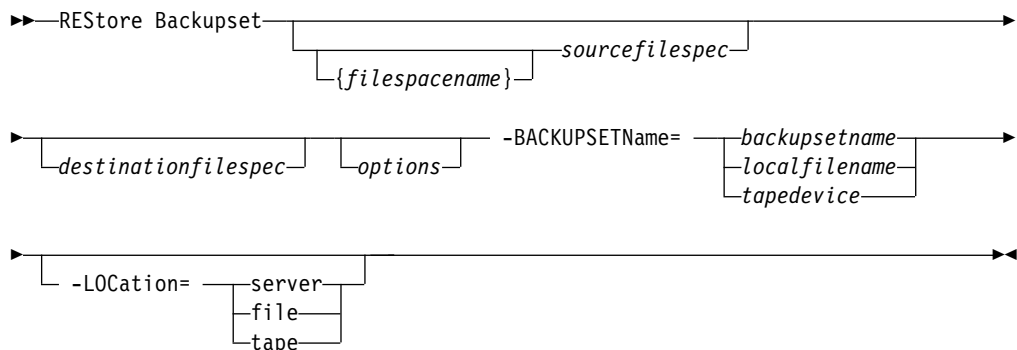 REStore Backupset
sourcefilespec
{filespacename}
-BACKUPSETName= backupsetname
destinationfilespec options localfilename
tapedevice
-LOCation= server
file
tape